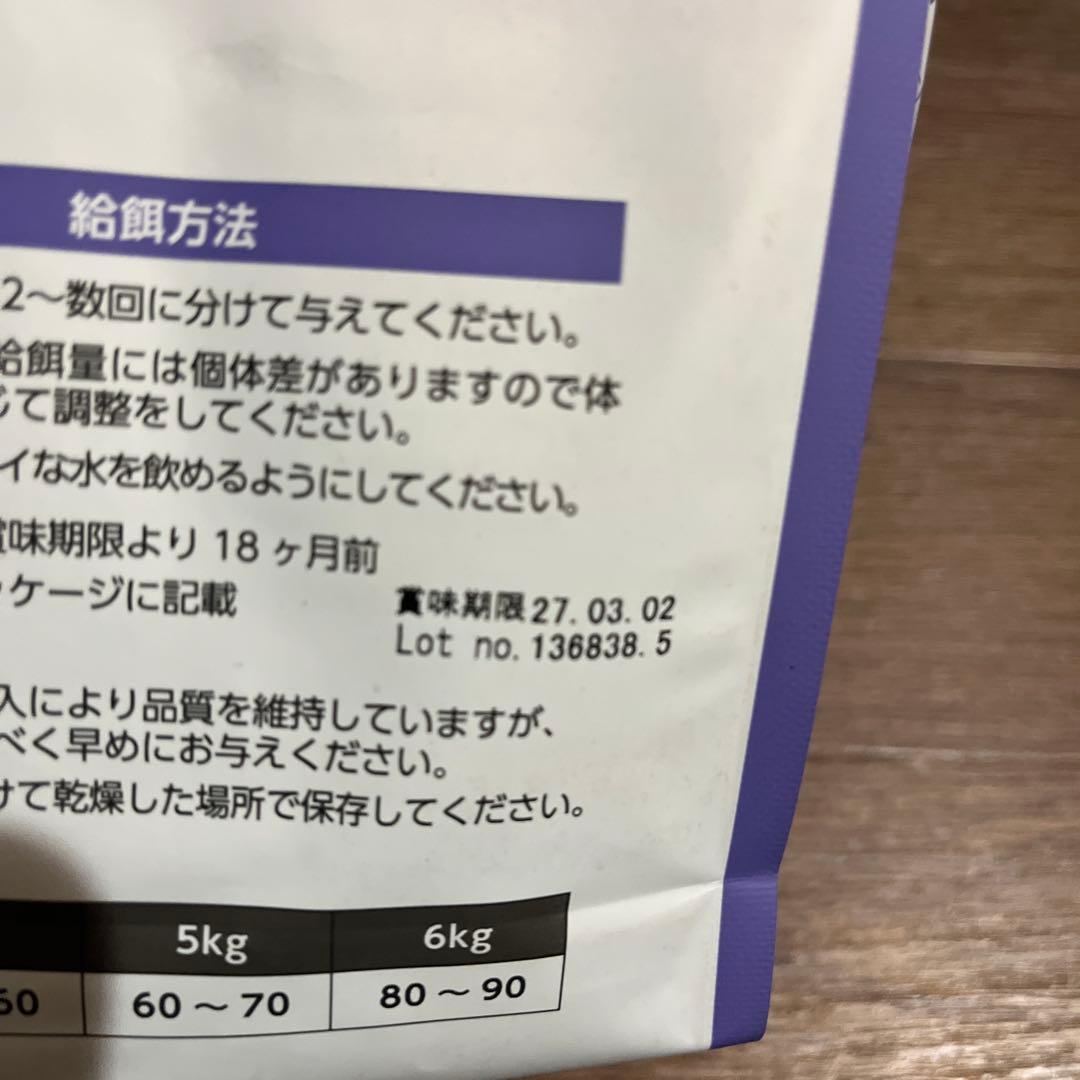 給餌方法
2〜数回に分けて与えてください。
給餌量には個体差がありますので体
じて調整をしてください。
イな水を飲めるようにしてください。
賞味期限より 18 ヶ月前
ッケージに記載
賞味期限 27.03.02
Lot no. 136838.5
入により品質を維持していますが、
べく早めにお与えください。
けて乾燥した場所で保存してください。
5kg 6kg
60 60 〜 70 80 〜 90